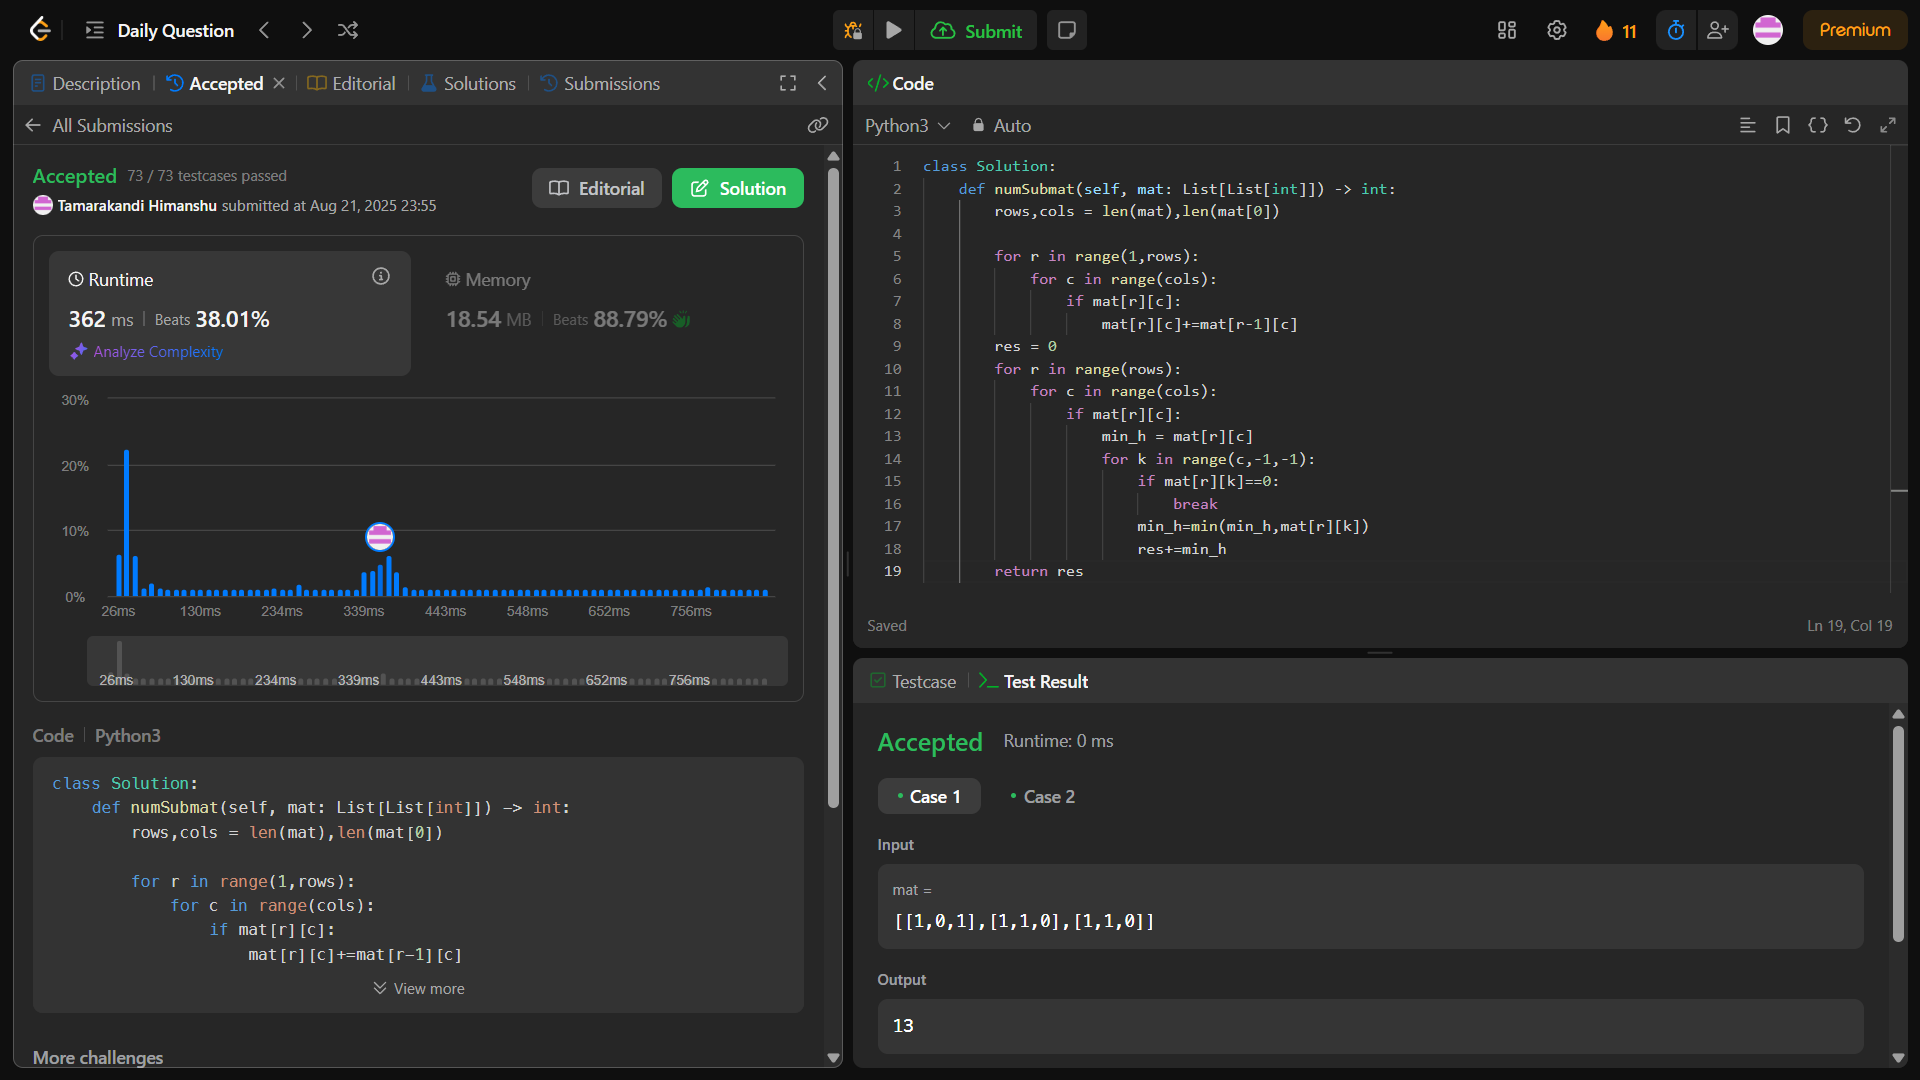 Daily Question
Submit
11
Premium
Description
Accepted
Editorial
Solutions
Submissions
All Submissions
Accepted 73 / 73 testcases passed
Tamarakandi Himanshu submitted at Aug 21, 2025 23:55
Editorial
Solution
Runtime
362 ms Beats 38.01%
Analyze Complexity
Memory
18.54 MB Beats 88.79%
30%
20%
10%
0%
26ms 130ms 234ms 339ms 443ms 548ms 652ms 756ms
26ms 130ms 234ms 339ms 443ms 548ms 652ms 756ms
Code Python3
class Solution:
    def numSubmat(self, mat: List[List[int]]) -> int:
        rows,cols = len(mat),len(mat[0])
        for r in range(1,rows):
            for c in range(cols):
                if mat[r][c]:
                    mat[r][c]+=mat[r-1][c]
View more
More challenges
</> Code
Python3 Auto
1 class Solution:
2     def numSubmat(self, mat: List[List[int]]) -> int:
3         rows,cols = len(mat),len(mat[0])
4
5         for r in range(1,rows):
6             for c in range(cols):
7                 if mat[r][c]:
8                     mat[r][c]+=mat[r-1][c]
9         res = 0
10         for r in range(rows):
11             for c in range(cols):
12                 if mat[r][c]:
13                     min_h = mat[r][c]
14                     for k in range(c,-1,-1):
15                         if mat[r][k]==0:
16                             break
17                         min_h=min(min_h,mat[r][k])
18                         res+=min_h
19         return res
Saved
Ln 19, Col 19
Testcase
Test Result
Accepted Runtime: 0 ms
Case 1
Case 2
Input
mat =
[[1,0,1],[1,1,0],[1,1,0]]
Output
13